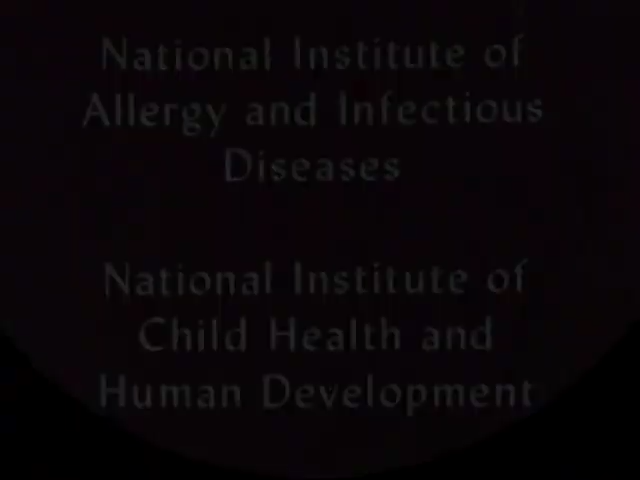 National Institute of
Allergy and Infectious
Diseases
National Institute of
Child Health and
Human Development